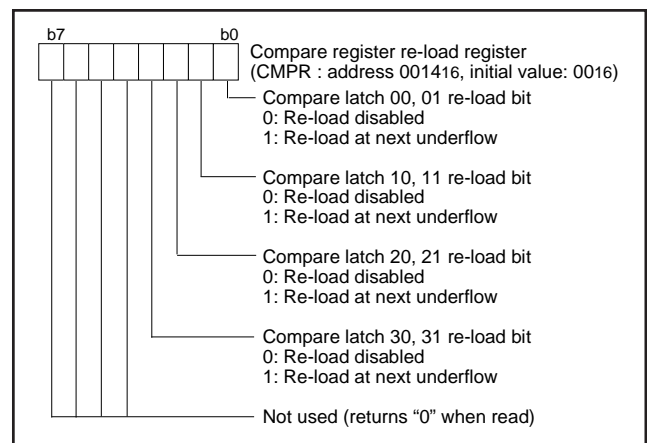 b7 b0
Compare register re-load register
(CMPR : address 001416, initial value: 0016)
Compare latch 00, 01 re-load bit
0: Re-load disabled
1: Re-load at next underflow
Compare latch 10, 11 re-load bit
0: Re-load disabled
1: Re-load at next underflow
Compare latch 20, 21 re-load bit
0: Re-load disabled
1: Re-load at next underflow
Compare latch 30, 31 re-load bit
0: Re-load disabled
1: Re-load at next underflow
Not used (returns “0” when read)